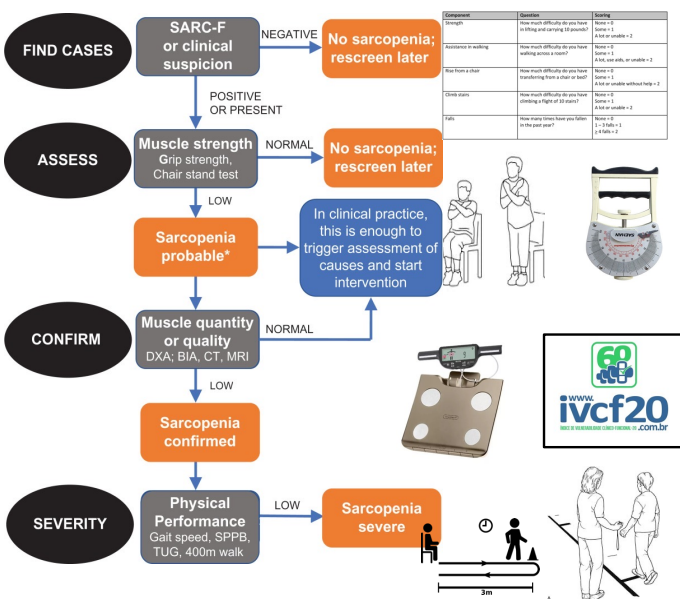 FIND CASES
SARC-F
or clinical
suspicion
NEGATIVE
No sarcopenia;
rescreen later
POSITIVE
OR PRESENT
ASSESS
Muscle strength
Grip strength,
Chair stand test
NORMAL
No sarcopenia;
rescreen later
LOW
Sarcopenia
probable*
In clinical practice,
this is enough to
trigger assessment of
causes and start
intervention
CONFIRM
Muscle quantity
or quality
DXA; BIA, CT, MRI
NORMAL
LOW
Sarcopenia
confirmed
SEVERITY
Physical
Performance
Gait speed, SPPB,
TUG, 400m walk
LOW
Sarcopenia
severe
Component Question Scoring
Strength How much difficulty do you have None = 0
in lifting and carrying 10 pounds? Some = 1
A lot or unable = 2
Assistance in walking How much difficulty do you have None = 0
walking across a room? Some = 1
A lot, use aids, or unable = 2
Rise from a chair How much difficulty do you have None = 0
transferring from a chair or bed? Some = 1
A lot or unable without help = 2
Climb stairs How much difficulty do you have None = 0
climbing a flight of 10 stairs? Some = 1
A lot or unable = 2
Falls How many times have you fallen None = 0
in the past year? 1 – 3 falls = 1
≥ 4 falls = 2
SAEHAN
60
www.
ivcf20
ÍNDICE DE VULNERABILIDADE CLÍNICO-FUNCIONAL-20 .com.br
3m